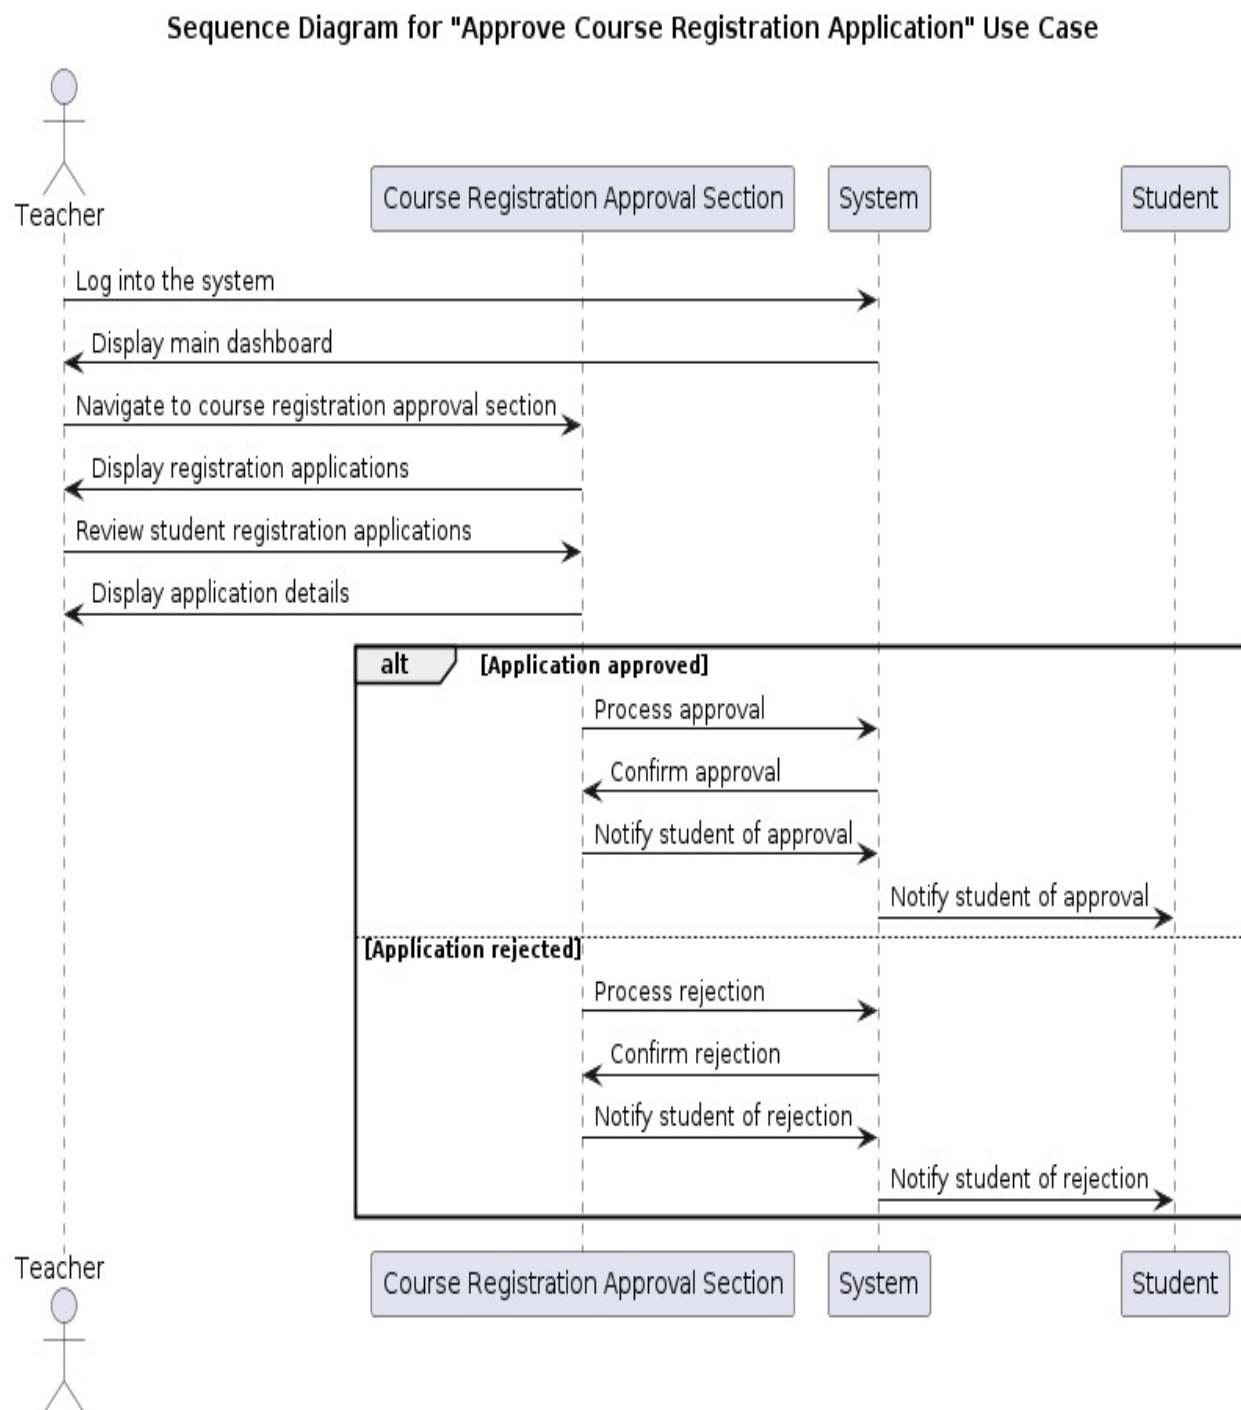 Sequence Diagram for "Approve Course Registration Application" Use Case
Teacher
Course Registration Approval Section
System
Student
Log into the system
Display main dashboard
Navigate to course registration approval section
Display registration applications
Review student registration applications
Display application details
alt [Application approved]
Process approval
Confirm approval
Notify student of approval
Notify student of approval
[Application rejected]
Process rejection
Confirm rejection
Notify student of rejection
Notify student of rejection
Teacher
Course Registration Approval Section
System
Student